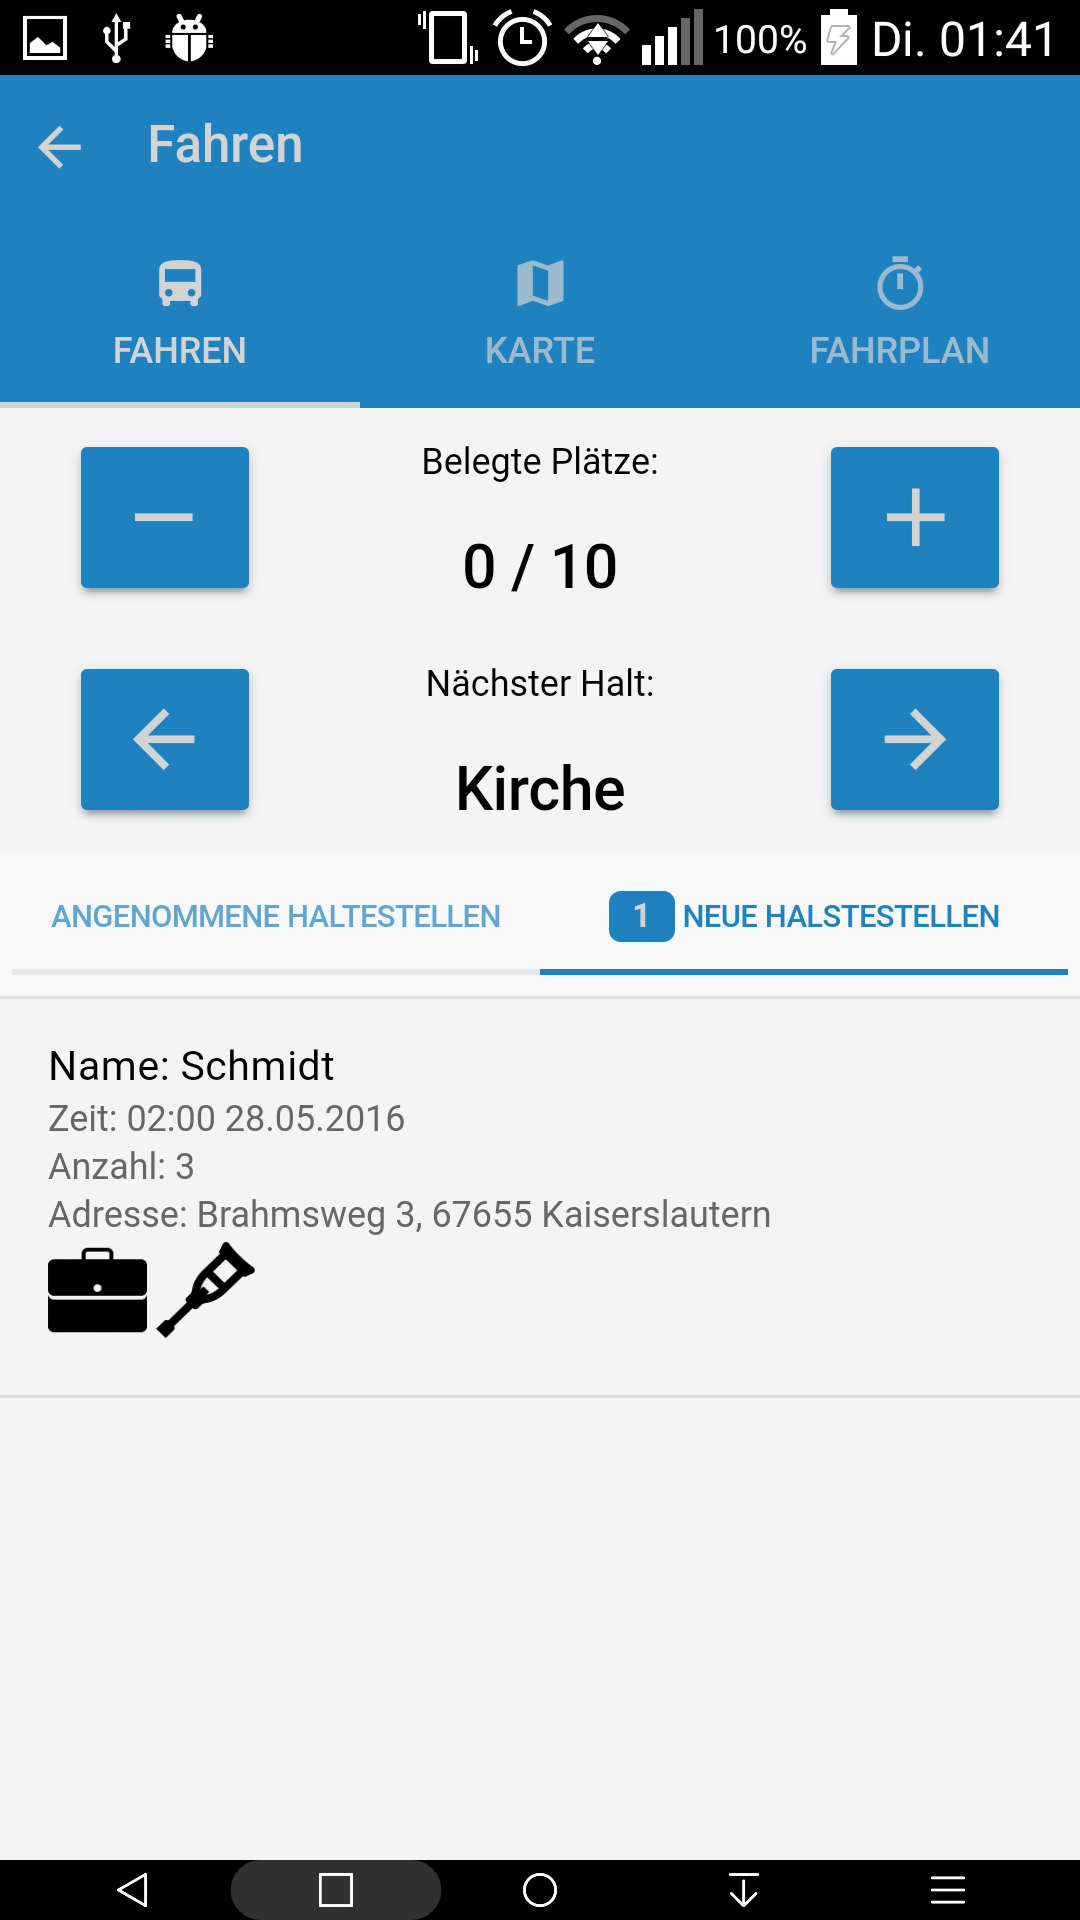 100% Di. 01:41
Fahren
FAHREN KARTE FAHRPLAN
Belegte Plätze:
0 / 10
Nächster Halt:
Kirche
ANGENOMMENE HALTESTELLEN 1 NEUE HALSTESTELLEN
Name: Schmidt
Zeit: 02:00 28.05.2016
Anzahl: 3
Adresse: Brahmsweg 3, 67655 Kaiserslautern